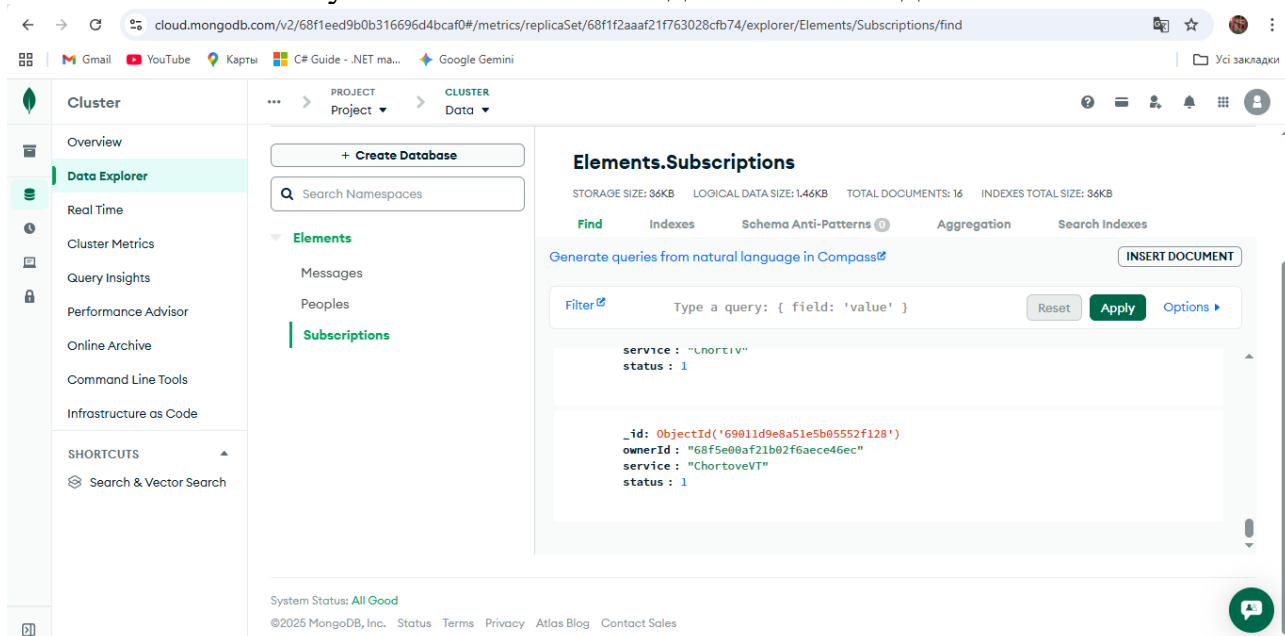 cloud.mongodb.com/v2/68f1eed9b0b316696d4bcaf0#/metrics/replicaSet/68f1f2aaaf21f763028cfb74/explorer/Elements/Subscriptions/find
Gmail YouTube Карты C# Guide - .NET ma... Google Gemini Усі закладки
Cluster
... > PROJECT > CLUSTER
Project Data
Overview
Data Explorer
Real Time
Cluster Metrics
Query Insights
Performance Advisor
Online Archive
Command Line Tools
Infrastructure as Code
SHORTCUTS
Search & Vector Search
+ Create Database
Search Namespaces
Elements
Messages
Peoples
Subscriptions
Elements.Subscriptions
STORAGE SIZE: 36KB LOGICAL DATA SIZE: 1.46KB TOTAL DOCUMENTS: 16 INDEXES TOTAL SIZE: 36KB
Find Indexes Schema Anti-Patterns 0 Aggregation Search Indexes
Generate queries from natural language in Compass INSERT DOCUMENT
Filter Type a query: { field: 'value' } Reset Apply Options
service : "ChortTv"
status : 1
_id: ObjectId('69011d9e8a51e5b05552f128')
ownerId : "68f5e00af21b02f6aece46ec"
service : "ChortoveVT"
status : 1
System Status: All Good
©2025 MongoDB, Inc. Status Terms Privacy Atlas Blog Contact Sales